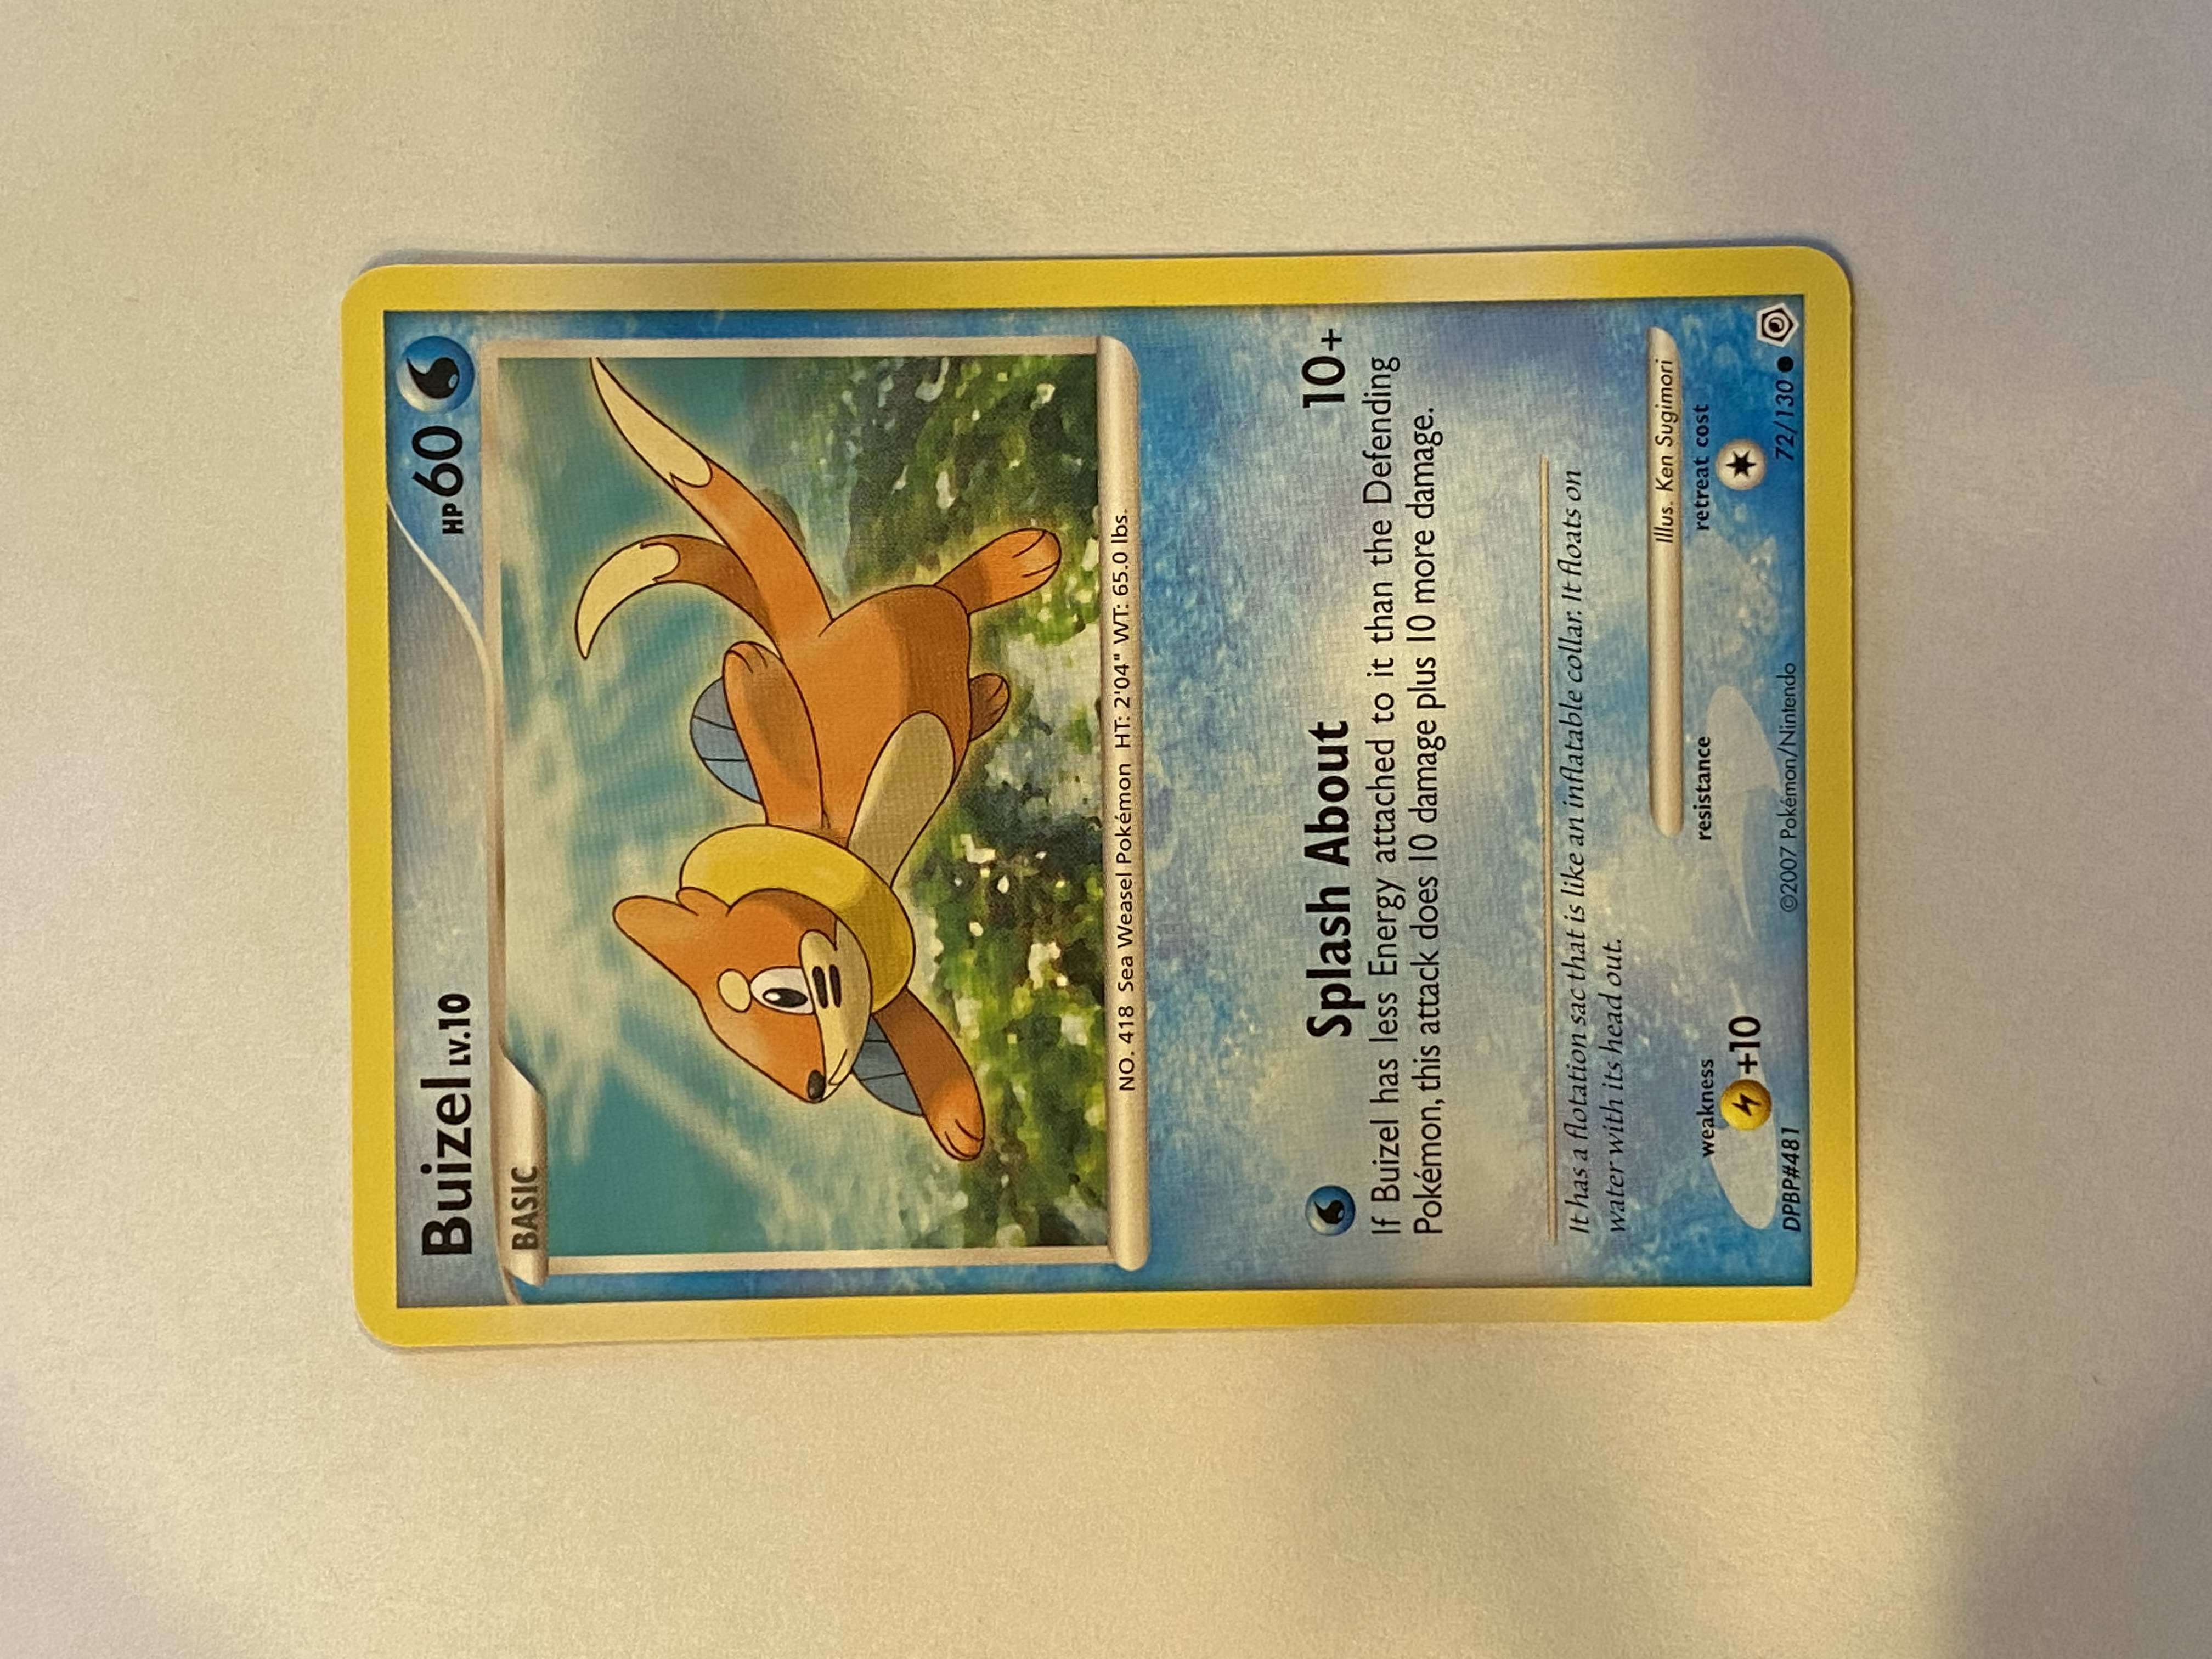 Buizel LV.10 HP 60
BASIC
NO. 418 Sea Weasel Pokémon HT: 2'04" WT: 65.0 lbs.
Splash About 10+
If Buizel has less Energy attached to it than the Defending
Pokémon, this attack does 10 damage plus 10 more damage.
It has a flotation sac that is like an inflatable collar. It floats on
water with its head out.
Illus. Ken Sugimori
weakness resistance retreat cost
+10
DPBP#481 ©2007 Pokémon/Nintendo 72/130